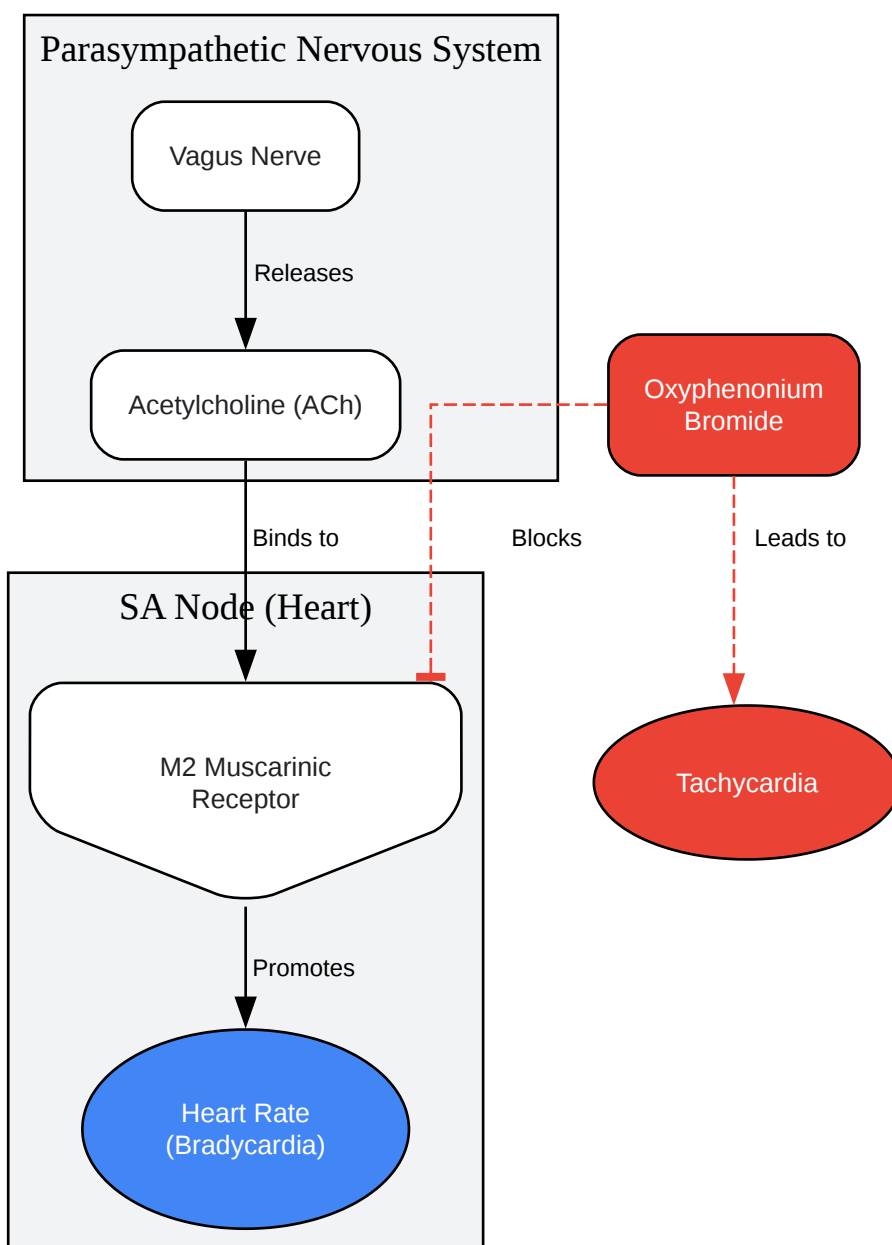 Parasympathetic Nervous System
Vagus Nerve
Releases
Acetylcholine (ACh)
Oxyphenonium
Bromide
Binds to
Blocks
Leads to
SA Node (Heart)
M2 Muscarinic
Receptor
Tachycardia
Promotes
Heart Rate
(Bradycardia)